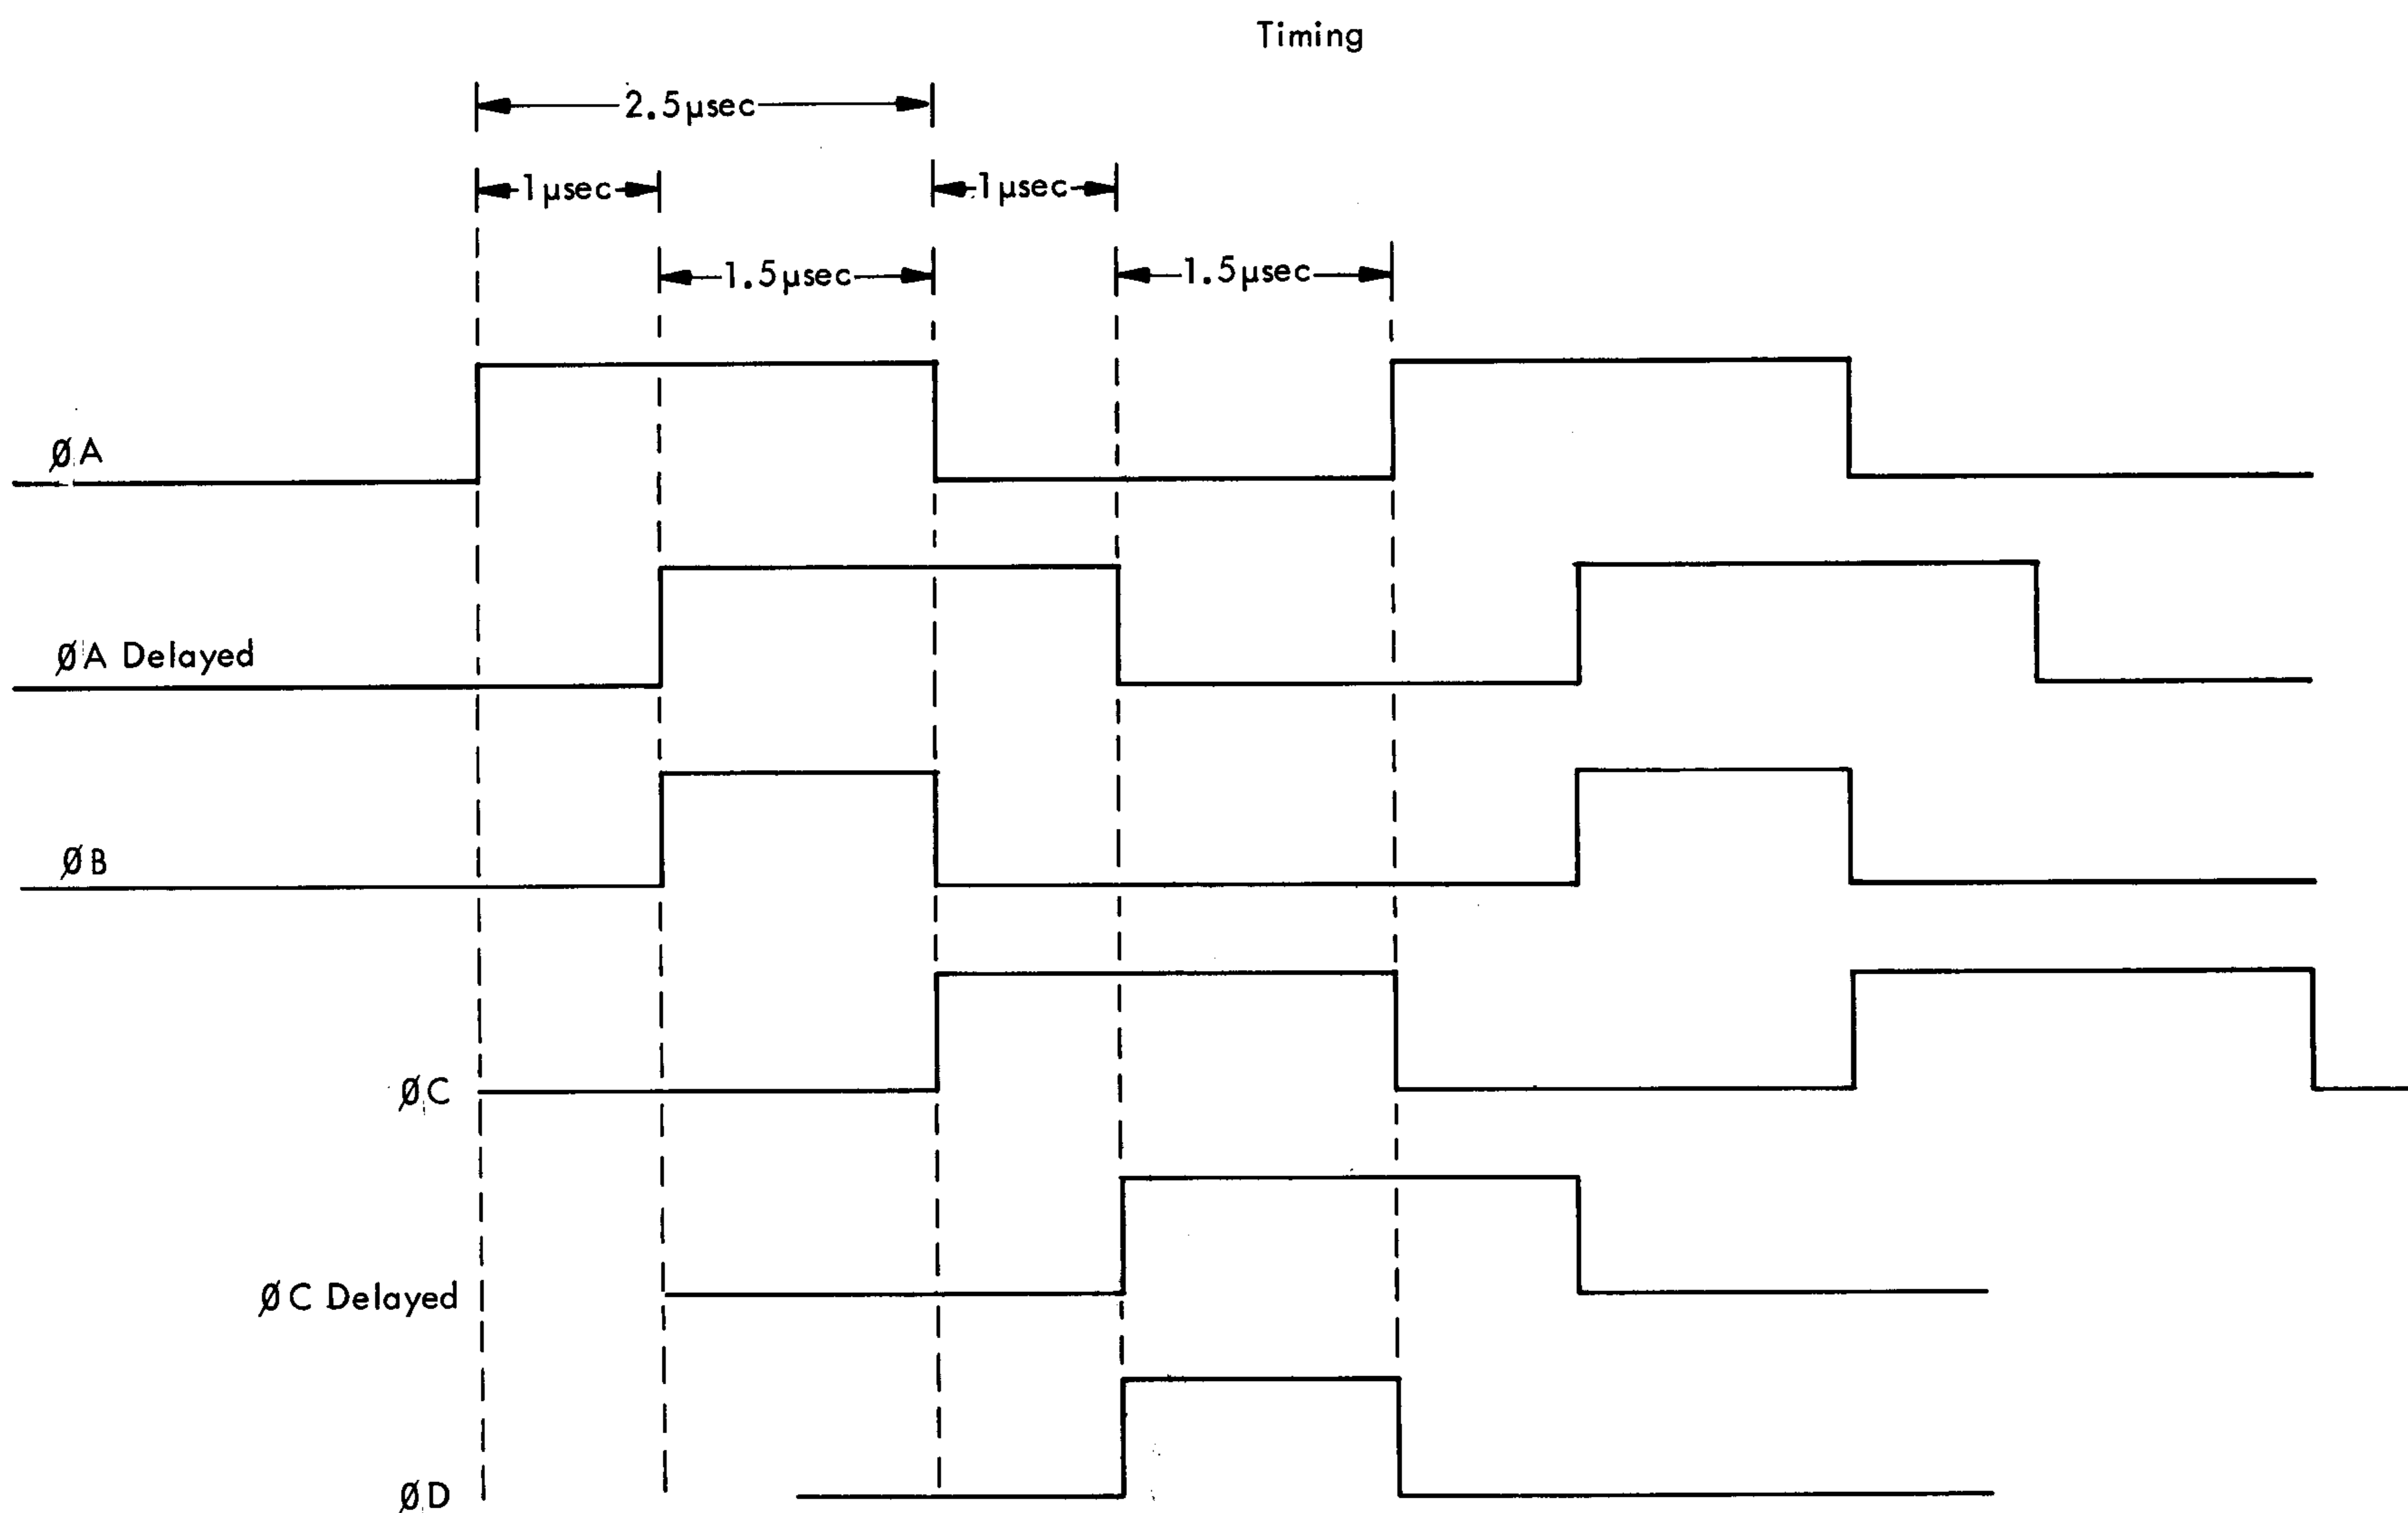 Timing
2.5μsec
1μsec
1μsec
1.5μsec
1.5μsec
ØA
ØA Delayed
ØB
ØC
ØC Delayed
ØD